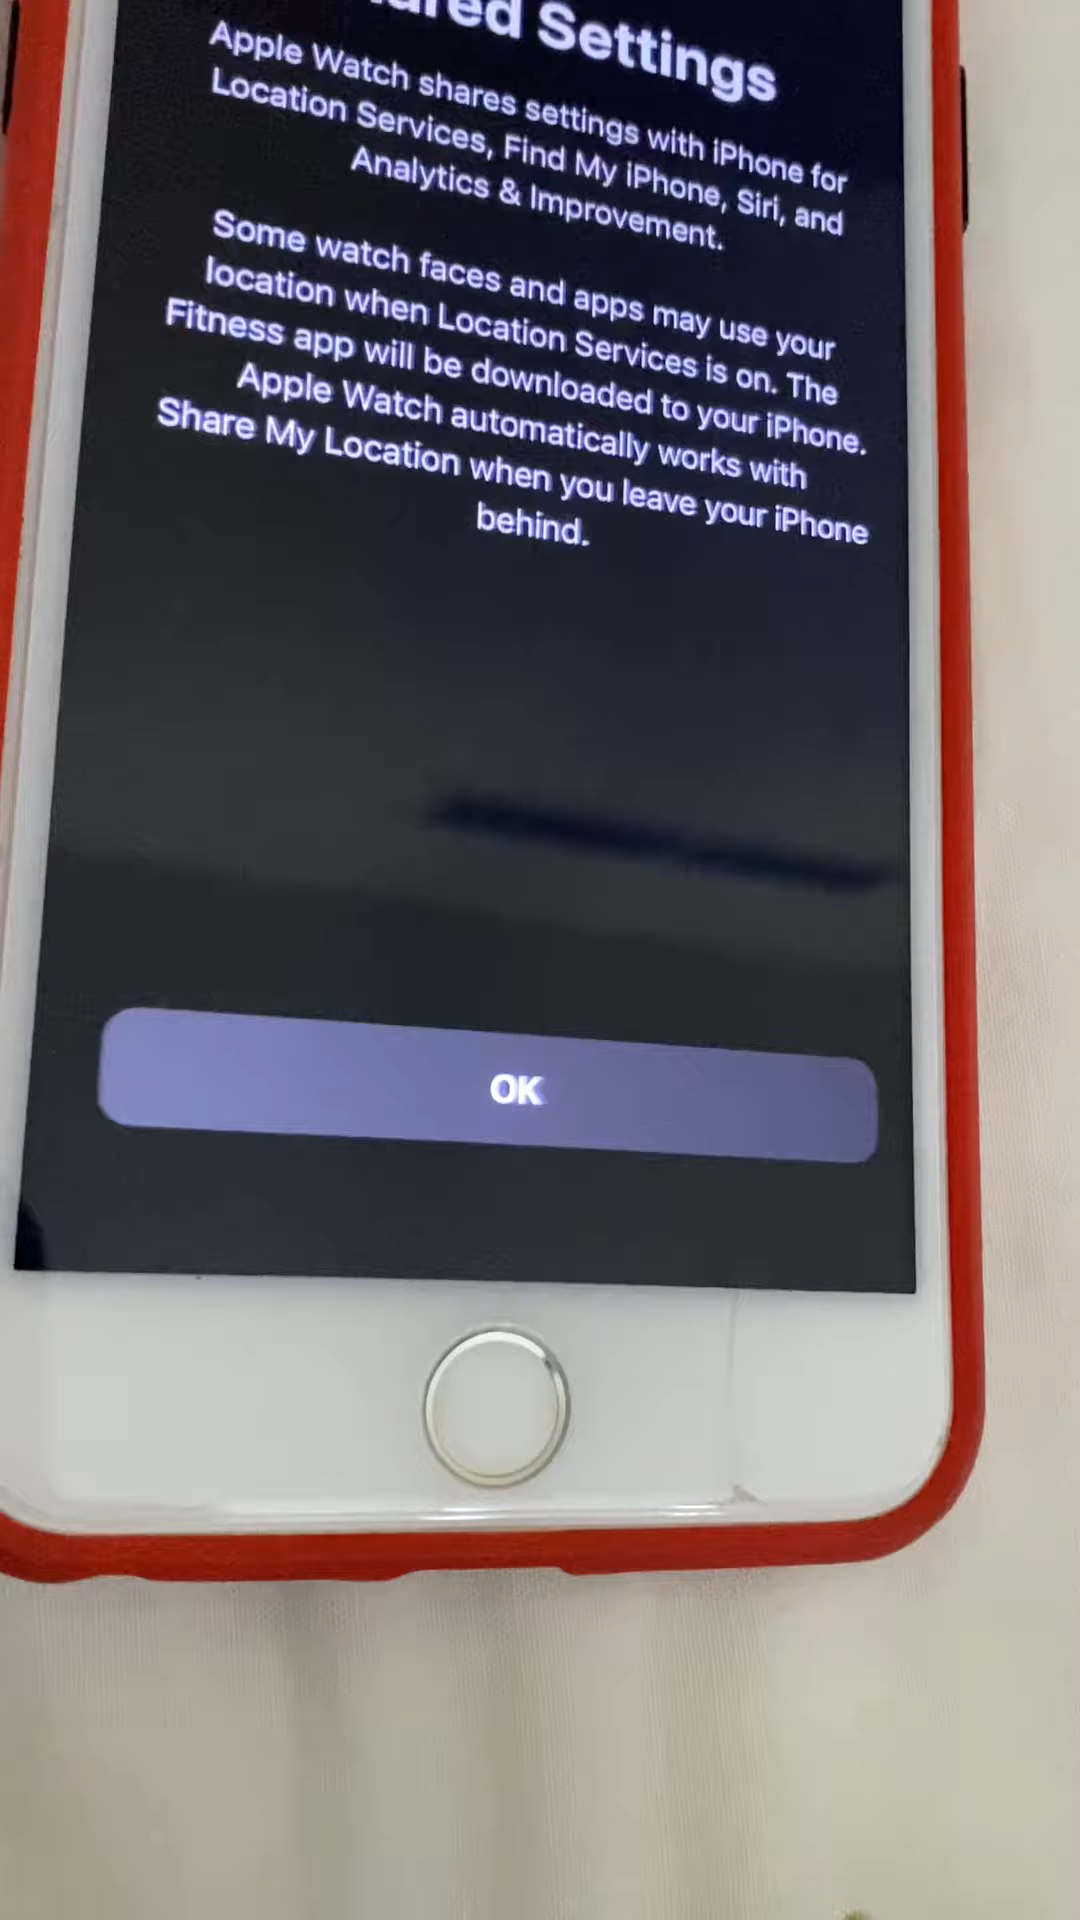 Settings
Apple Watch shares settings with iPhone for
Location Services, Find My iPhone, Siri, and
Analytics & Improvement.
Some watch faces and apps may use your
location when Location Services is on. The
Fitness app will be downloaded to your iPhone.
Apple Watch automatically works with
Share My Location when you leave your iPhone
behind.
OK